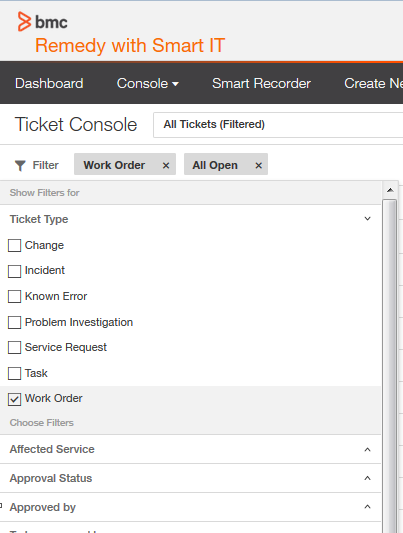 bmc
Remedy with Smart IT
Dashboard Console Smart Recorder Create
Ticket Console All Tickets (Filtered)
Filter Work Order × All Open ×
Show Filters for
Ticket Type
Change
Incident
Known Error
Problem Investigation
Service Request
Task
Work Order
Choose Filters
Affected Service
Approval Status
Approved by